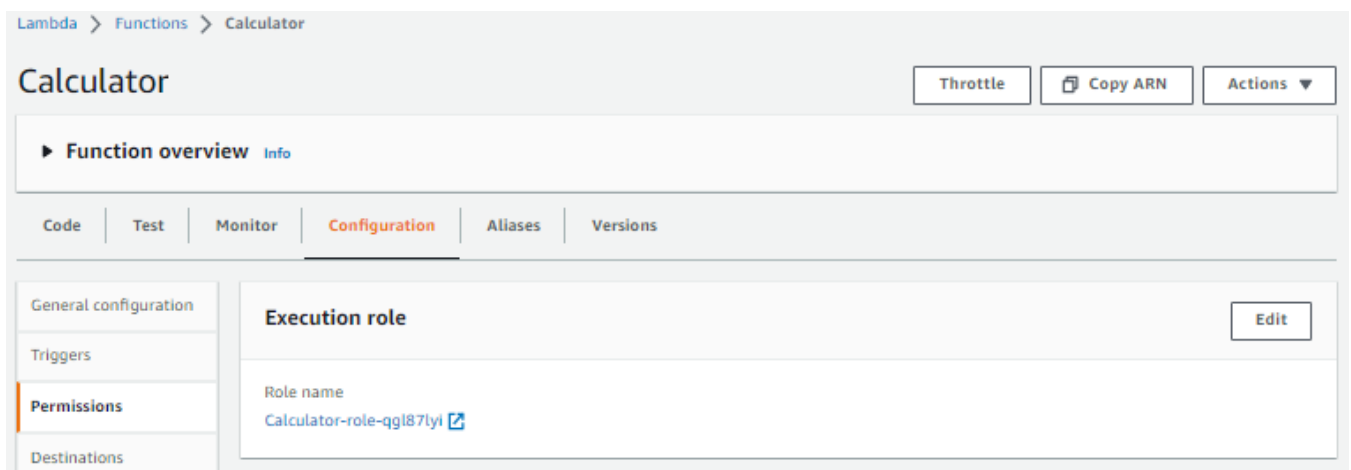 Lambda > Functions > Calculator
Calculator
Throttle Copy ARN Actions ▼
▶ Function overview Info
Code Test Monitor Configuration Aliases Versions
General configuration
Execution role Edit
Triggers
Role name
Permissions
Calculator-role-qgl87lyi
Destinations